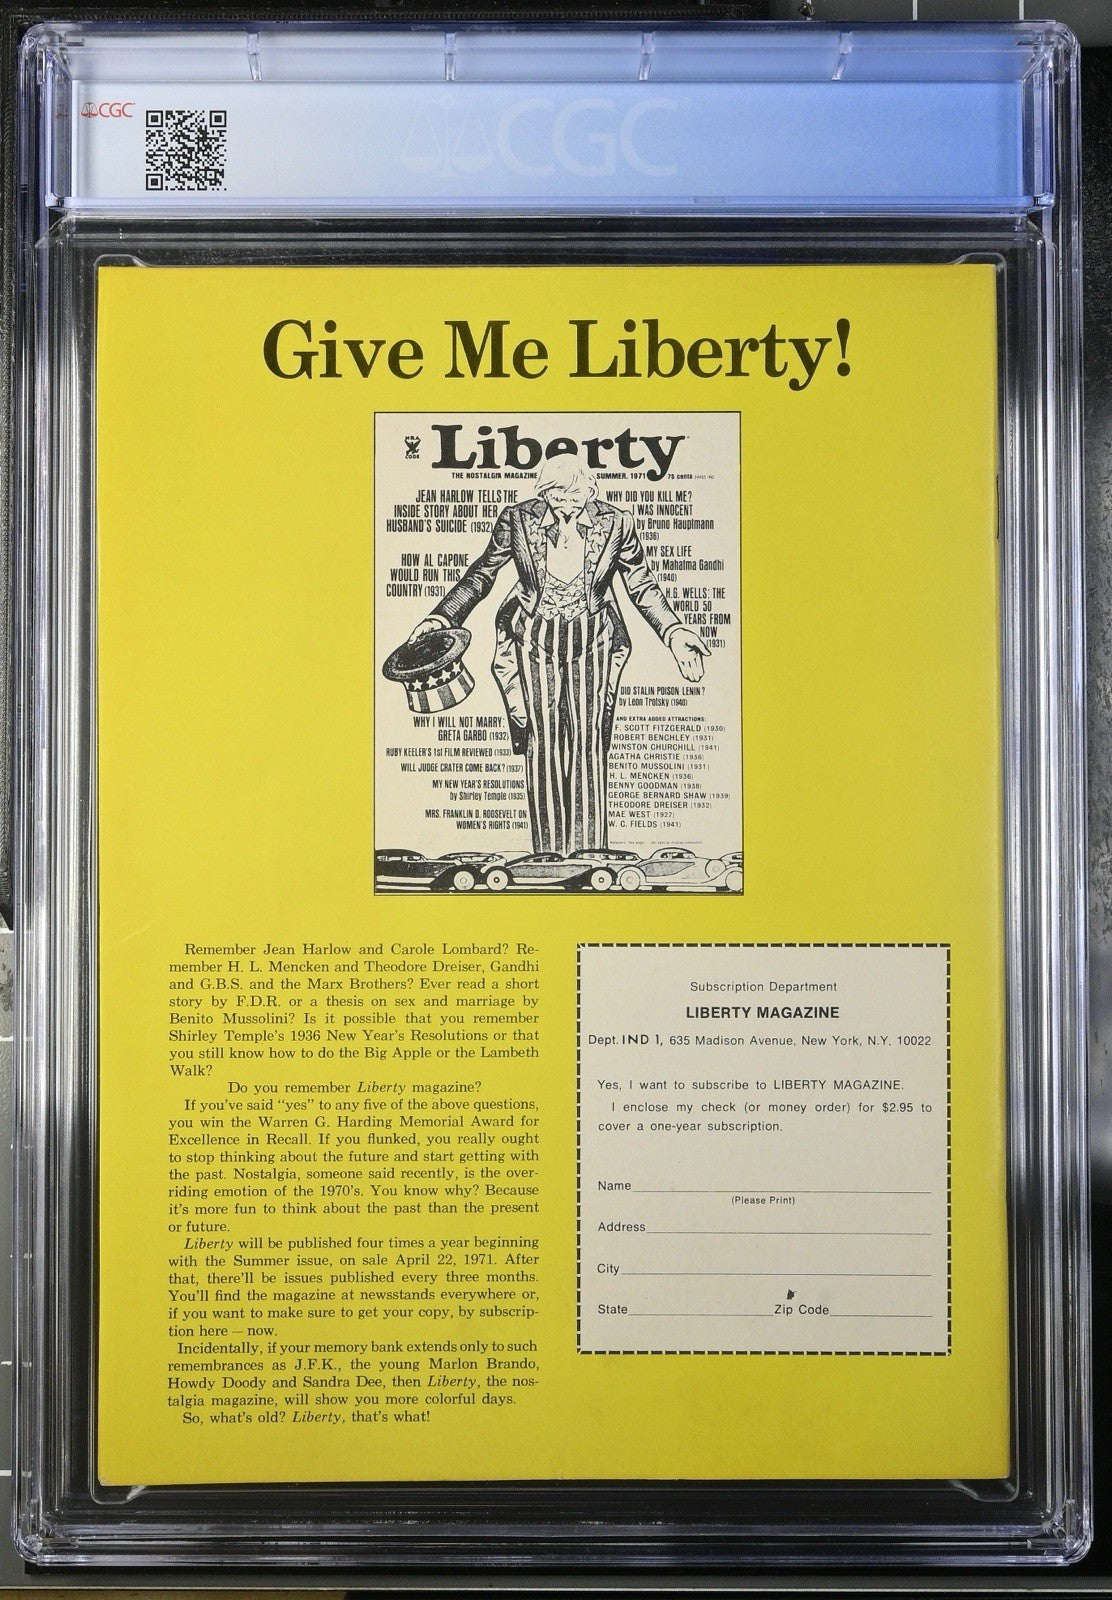 CGC
CGC
Give Me Liberty!
NRA
CODE
Liberty
THE NOSTALGIA MAGAZINE
SUMMER, 1971
75 cents
JEAN HARLOW TELLS THE
INSIDE STORY ABOUT HER
HUSBAND'S SUICIDE (1932)
HOW AL CAPONE
WOULD RUN THIS
COUNTRY (1931)
WHY DID YOU KILL ME?
I WAS INNOCENT
by Bruno Hauptmann
(1936)
MY SEX LIFE
by Mahatma Gandhi
(1940)
H.G. WELLS: THE
WORLD 50
YEARS FROM
NOW
(1931)
DID STALIN POISON LENIN?
by Leon Trotsky (1940)
WHY I WILL NOT MARRY:
GRETA GARBO (1932)
RUBY KEELER'S 1st FILM REVIEWED (1933)
WILL JUDGE CRATER COME BACK? (1937)
MY NEW YEAR'S RESOLUTIONS
by Shirley Temple (1935)
MRS. FRANKLIN D. ROOSEVELT ON
WOMEN'S RIGHTS (1941)
AND EXTRA ADDED ATTRACTIONS:
F. SCOTT FITZGERALD (1930)
ROBERT BENCHLEY (1931)
WINSTON CHURCHILL (1941)
AGATHA CHRISTIE (1936)
BENITO MUSSOLINI (1931)
H. L. MENCKEN (1936)
BENNY GOODMAN (1938)
GEORGE BERNARD SHAW (1939)
THEODORE DREISER (1932)
MAE WEST (1927)
W. C. FIELDS (1941)
Remember Jean Harlow and Carole Lombard? Re-
member H. L. Mencken and Theodore Dreiser, Gandhi
and G.B.S. and the Marx Brothers? Ever read a short
story by F.D.R. or a thesis on sex and marriage by
Benito Mussolini? Is it possible that you remember
Shirley Temple's 1936 New Year's Resolutions or that
you still know how to do the Big Apple or the Lambeth
Walk?
Do you remember Liberty magazine?
If you've said "yes" to any five of the above questions,
you win the Warren G. Harding Memorial Award for
Excellence in Recall. If you flunked, you really ought
to stop thinking about the future and start getting with
the past. Nostalgia, someone said recently, is the over-
riding emotion of the 1970's. You know why? Because
it's more fun to think about the past than the present
or future.
Liberty will be published four times a year beginning
with the Summer issue, on sale April 22, 1971. After
that, there'll be issues published every three months.
You'll find the magazine at newsstands everywhere or,
if you want to make sure to get your copy, by subscrip-
tion here – now.
Incidentally, if your memory bank extends only to such
remembrances as J.F.K., the young Marlon Brando,
Howdy Doody and Sandra Dee, then Liberty, the nos-
talgia magazine, will show you more colorful days.
So, what's old? Liberty, that's what!
Subscription Department
LIBERTY MAGAZINE
Dept. IND 1, 635 Madison Avenue, New York, N.Y. 10022
Yes, I want to subscribe to LIBERTY MAGAZINE.
I enclose my check (or money order) for $2.95 to
cover a one-year subscription.
Name
(Please Print)
Address
City
State Zip Code